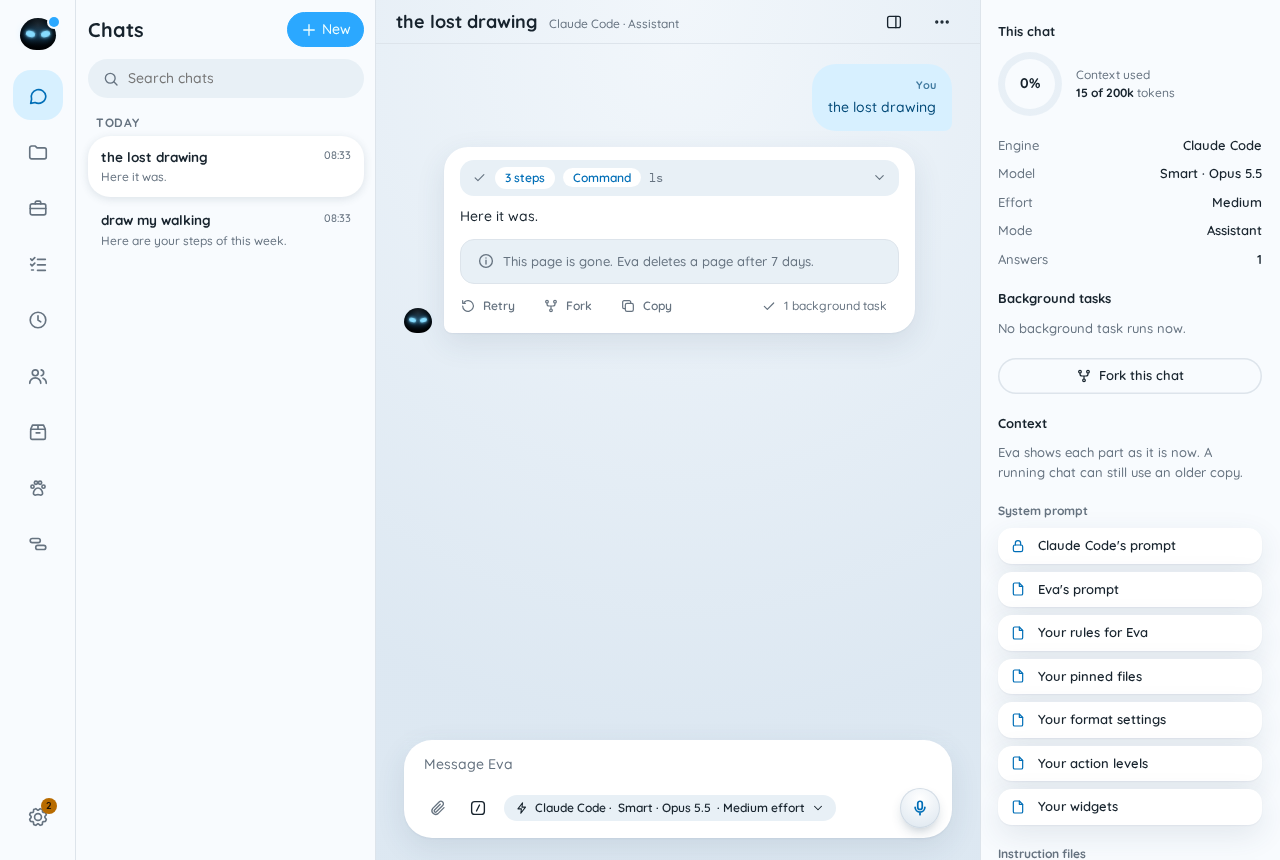 Chats
New
Search chats
TODAY
the lost drawing 08:33
Here it was.
draw my walking 08:33
Here are your steps of this week.
2
the lost drawing Claude Code · Assistant
You
the lost drawing
3 steps Command 1s
Here it was.
This page is gone. Eva deletes a page after 7 days.
Retry Fork Copy 1 background task
Message Eva
Claude Code · Smart · Opus 5.5 · Medium effort
This chat
0%
Context used
15 of 200k tokens
Engine Claude Code
Model Smart · Opus 5.5
Effort Medium
Mode Assistant
Answers 1
Background tasks
No background task runs now.
Fork this chat
Context
Eva shows each part as it is now. A
running chat can still use an older copy.
System prompt
Claude Code's prompt
Eva's prompt
Your rules for Eva
Your pinned files
Your format settings
Your action levels
Your widgets
Instruction files